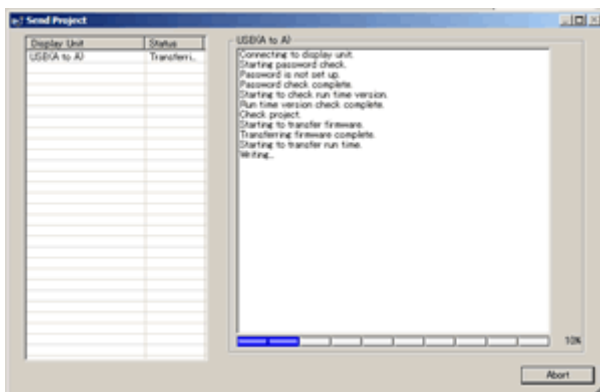 Send Project
Display Unit Status
USB(A to A) Transferri..
USB(A to A)
Connecting to display unit.
Starting password check.
Password is not set up.
Password check complete.
Starting to check run time version.
Run time version check complete.
Check project.
Starting to transfer firmware.
Transferring firmware complete.
Starting to transfer run time.
Writing..
10%
Abort